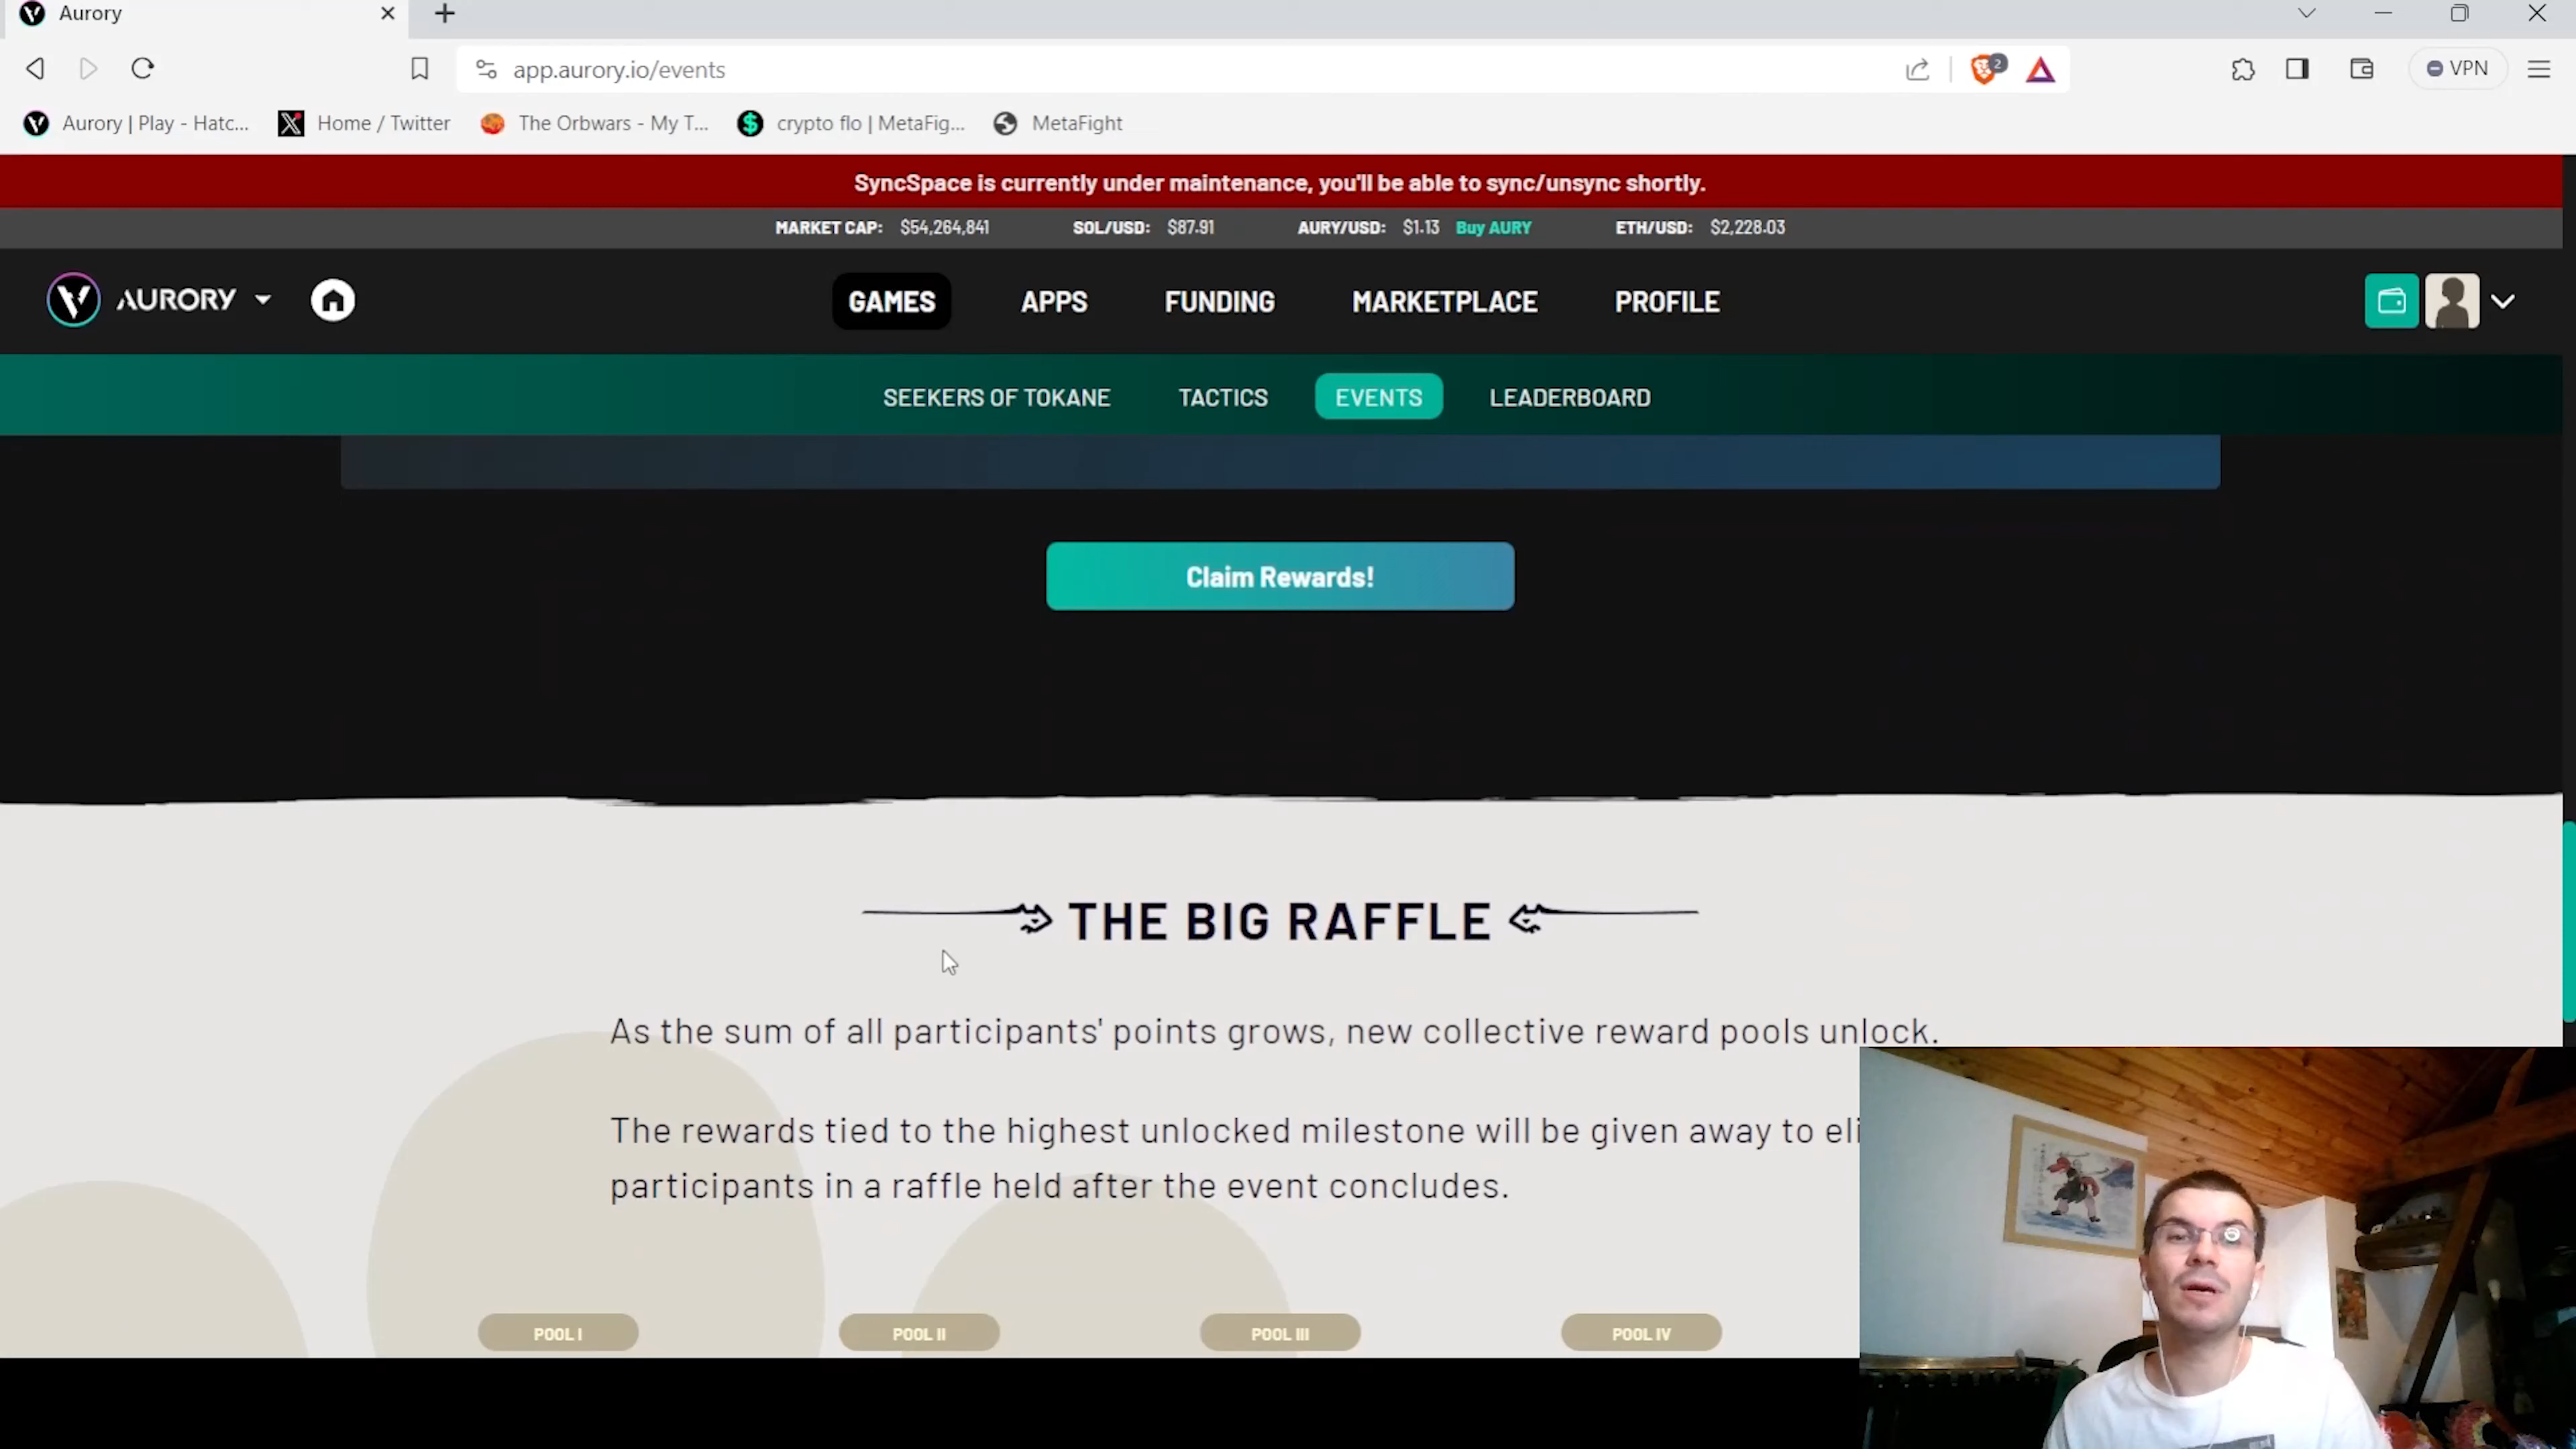 Aurory
app.aurory.io/events
2
VPN
Aurory | Play - Hatc...
Home / Twitter
The Orbwars - My T...
crypto flo | MetaFig...
MetaFight
SyncSpace is currently under maintenance, you'll be able to sync/unsync shortly.
MARKET CAP: $54,264,841 SOL/USD: $87.91 AURY/USD: $1.13 Buy AURY ETH/USD: $2,228.03
AURORY
GAMES APPS FUNDING MARKETPLACE PROFILE
SEEKERS OF TOKANE TACTICS EVENTS LEADERBOARD
Claim Rewards!
THE BIG RAFFLE
As the sum of all participants' points grows, new collective reward pools unlock.
The rewards tied to the highest unlocked milestone will be given away to eli
participants in a raffle held after the event concludes.
POOL I POOL II POOL III POOL IV